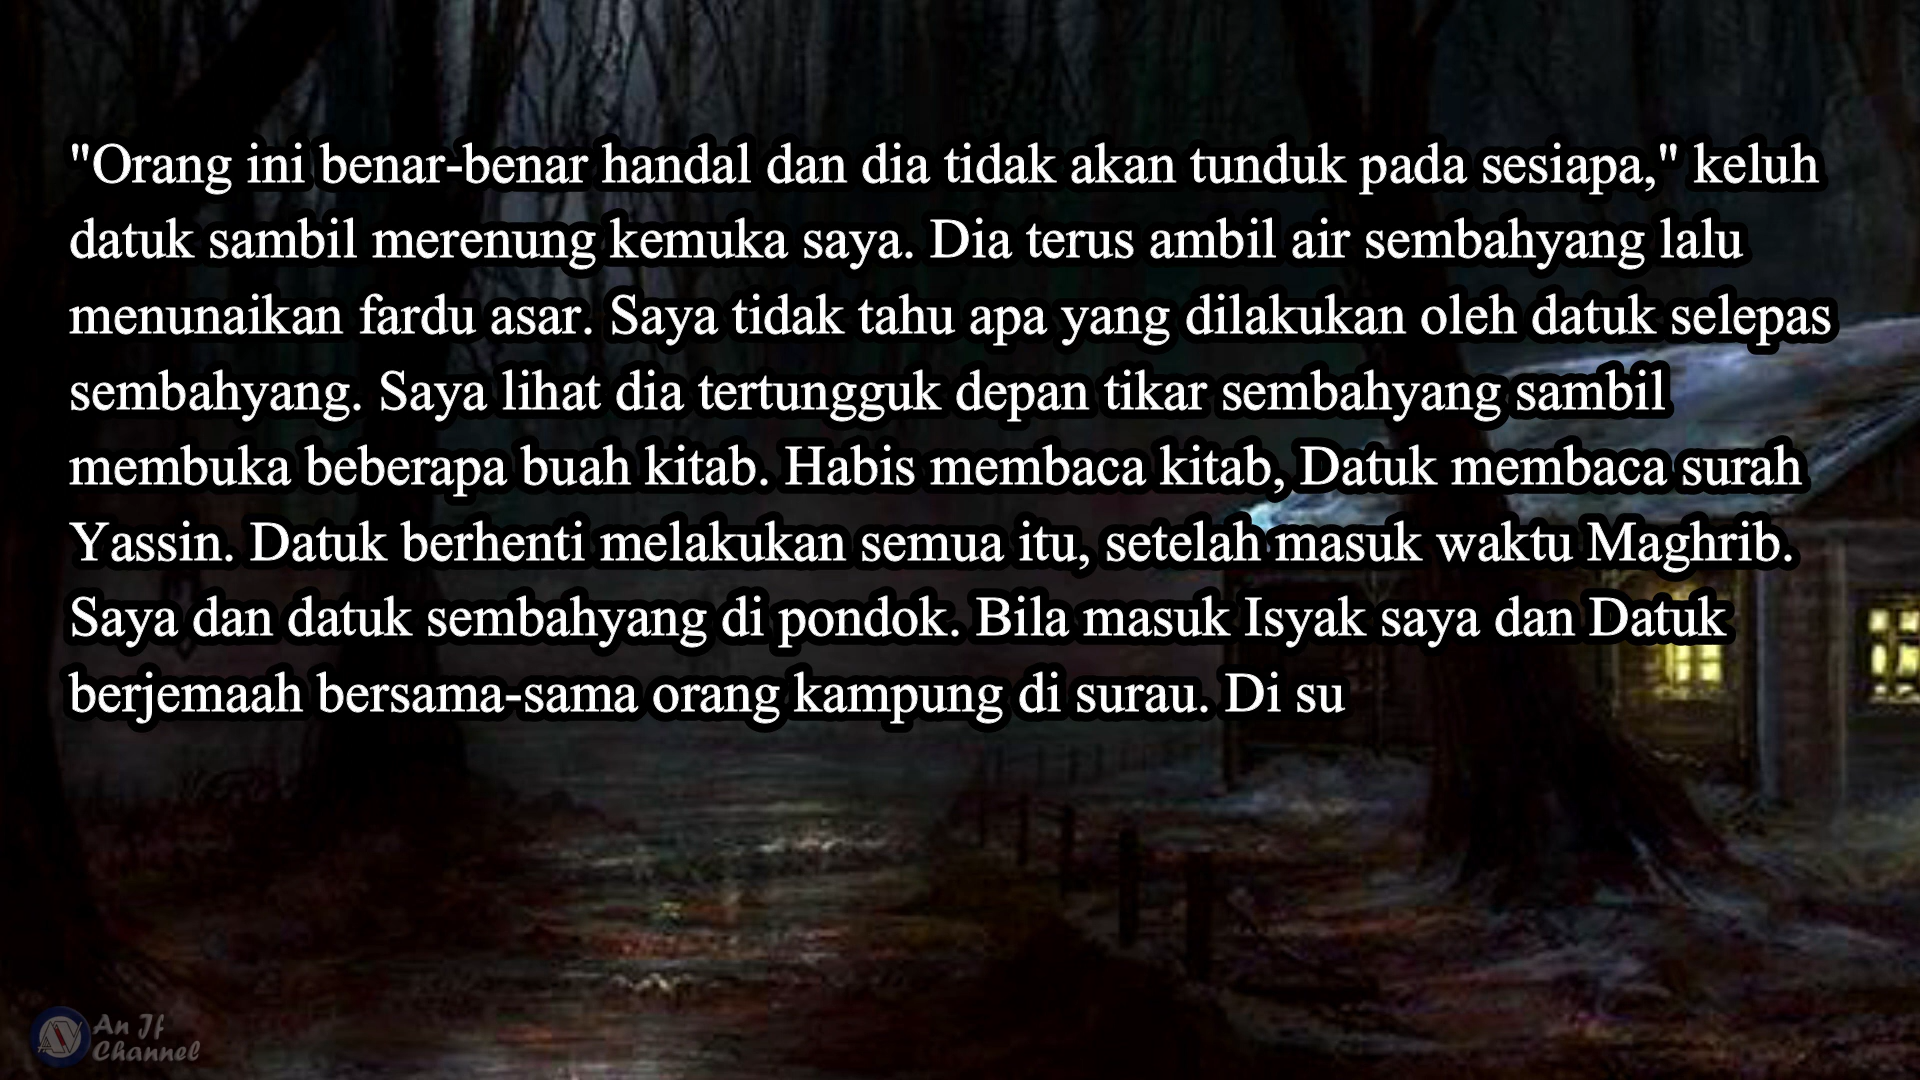 "Orang ini benar-benar handal dan dia tidak akan tunduk pada sesiapa," keluh
datuk sambil merenung kemuka saya. Dia terus ambil air sembahyang lalu
menunaikan fardu asar. Saya tidak tahu apa yang dilakukan oleh datuk selepas
sembahyang. Saya lihat dia tertungguk depan tikar sembahyang sambil
membuka beberapa buah kitab. Habis membaca kitab, Datuk membaca surah
Yassin. Datuk berhenti melakukan semua itu, setelah masuk waktu Maghrib.
Saya dan datuk sembahyang di pondok. Bila masuk Isyak saya dan Datuk
berjemaah bersama-sama orang kampung di surau. Di su
An Jf
Channel